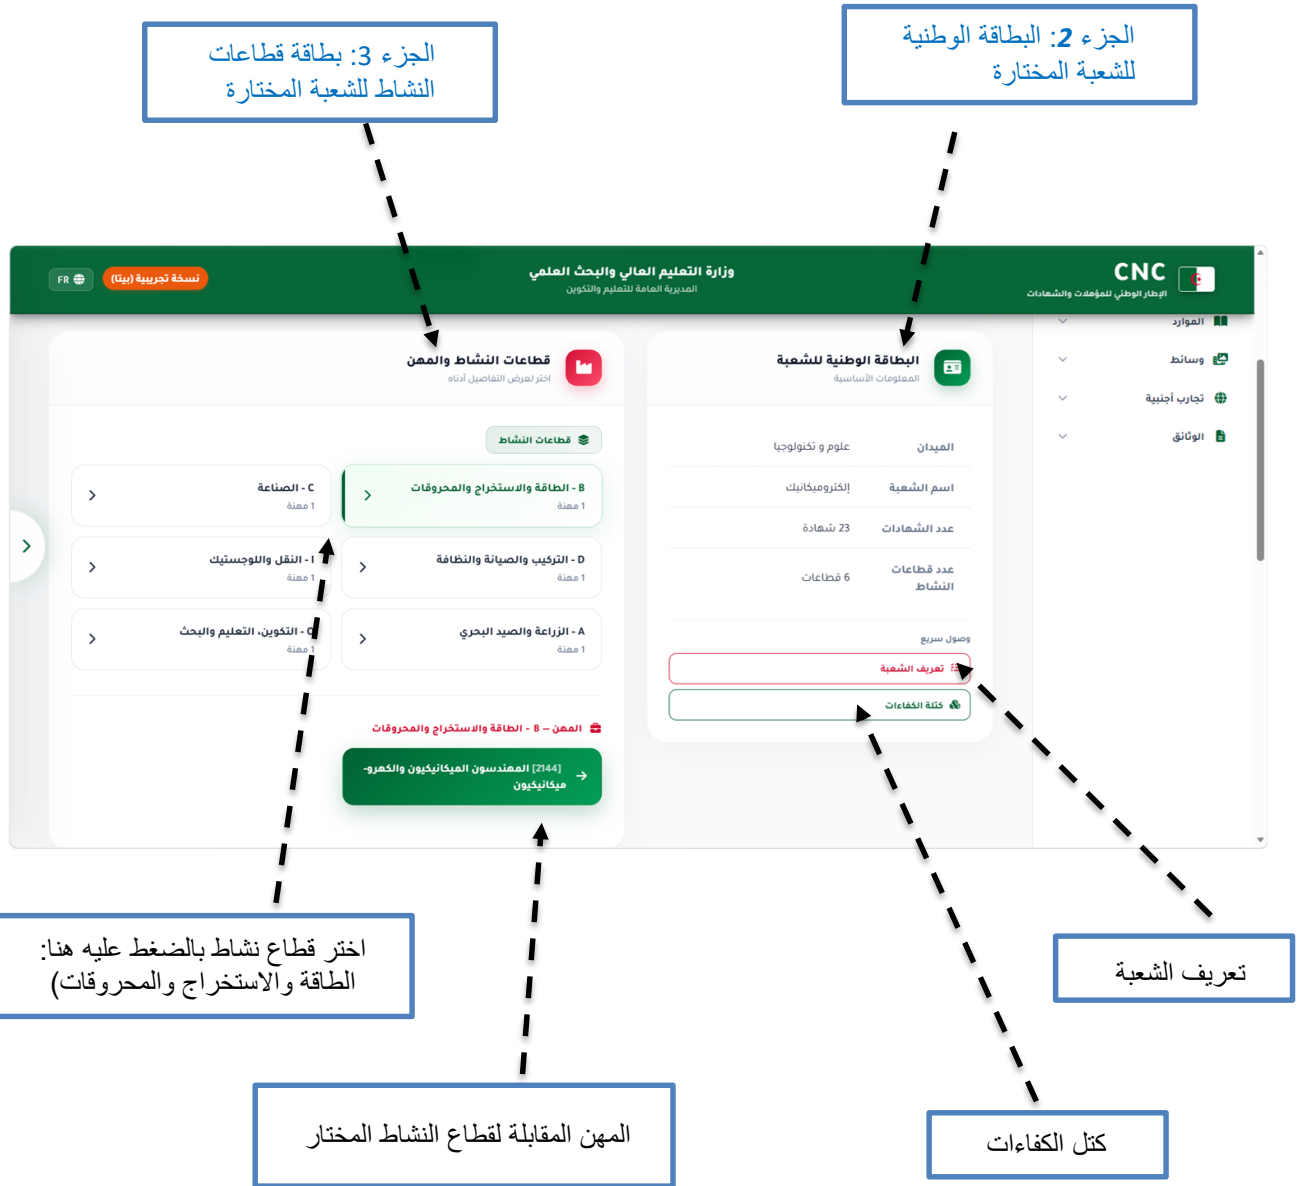 الجزء 2: البطاقة الوطنية
للشعبة المختارة
الجزء 3: بطاقة قطاعات
النشاط للشعبة المختارة
CNC
الإطار الوطني للمؤهلات والشهادات
وزارة التعليم العالي والبحث العلمي
المديرية العامة للتعليم والتكوين
نسخة تجريبية (بيتا)
FR
الموارد
وسائط
تجارب أجنبية
الوثائق
البطاقة الوطنية للشعبة
المعلومات الأساسية
الميدان علوم و تكنولوجيا
اسم الشعبة إلكتروميكانيك
عدد الشهادات 23 شهادة
عدد قطاعات النشاط 6 قطاعات
وصول سريع
تعريف الشعبة
كتلة الكفاءات
قطاعات النشاط والمهن
اختر لعرض التفاصيل أدناه
قطاعات النشاط
B - الطاقة والاستخراج والمحروقات
1 مهنة
C - الصناعة
1 مهنة
D - التركيب والصيانة والنظافة
1 مهنة
I - النقل واللوجستيك
1 مهنة
A - الزراعة والصيد البحري
1 مهنة
Q - التكوين، التعليم والبحث
1 مهنة
المهن – B - الطاقة والاستخراج والمحروقات
[2144] المهندسون الميكانيكيون والكهرو-
ميكانيكيون
اختر قطاع نشاط بالضغط عليه هنا:
الطاقة والاستخراج والمحروقات)
تعريف الشعبة
المهن المقابلة لقطاع النشاط المختار
كتل الكفاءات